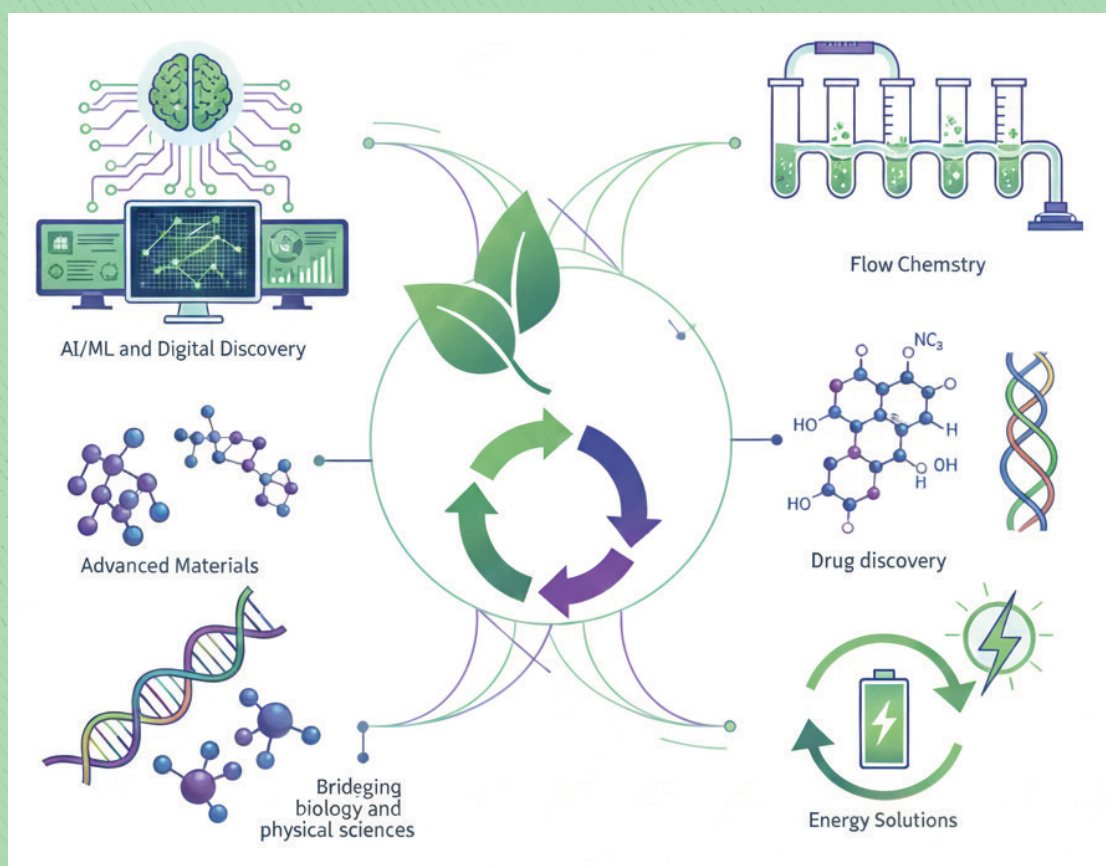 AI/ML and Digital Discovery
Flow Chemstry
Advanced Materials
NC₃
HO
H
OH
H
HO
Drug discovery
Brideging
biology and
physical sciences
Energy Solutions